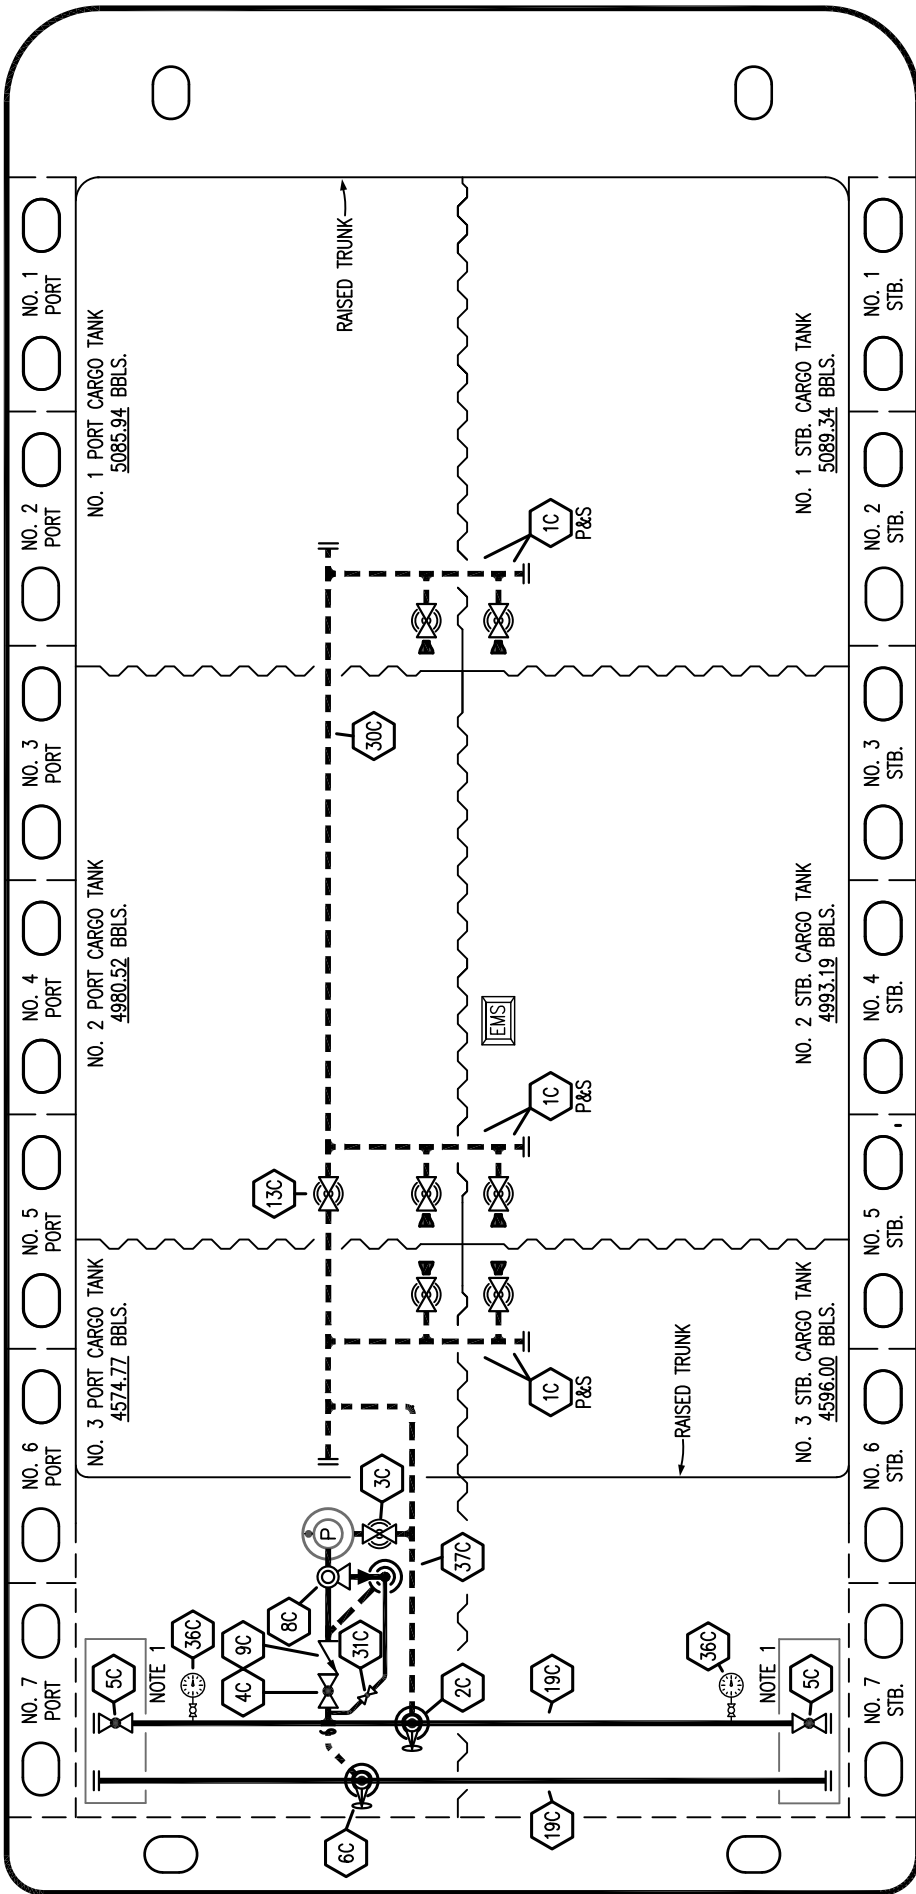 NO. 1
PORT
NO. 2
PORT
NO. 3
PORT
NO. 4
PORT
NO. 5
PORT
NO. 6
PORT
NO. 7
PORT
NO. 1 PORT CARGO TANK
5085.94 BBLS.
NO. 2 PORT CARGO TANK
4980.52 BBLS.
NO. 3 PORT CARGO TANK
4574.77 BBLS.
RAISED TRUNK
30C
13C
1C
P&S
1C
P&S
1C
P&S
EMS
3C
P
37C
8C
9C
4C
31C
2C
36C
5C
NOTE 1
6C
19C
19C
36C
NOTE 1
5C
RAISED TRUNK
NO. 1 STB. CARGO TANK
5089.34 BBLS.
NO. 2 STB. CARGO TANK
4993.19 BBLS.
NO. 3 STB. CARGO TANK
4596.00 BBLS.
NO. 1
STB.
NO. 2
STB.
NO. 3
STB.
NO. 4
STB.
NO. 5
STB.
NO. 6
STB.
NO. 7
STB.